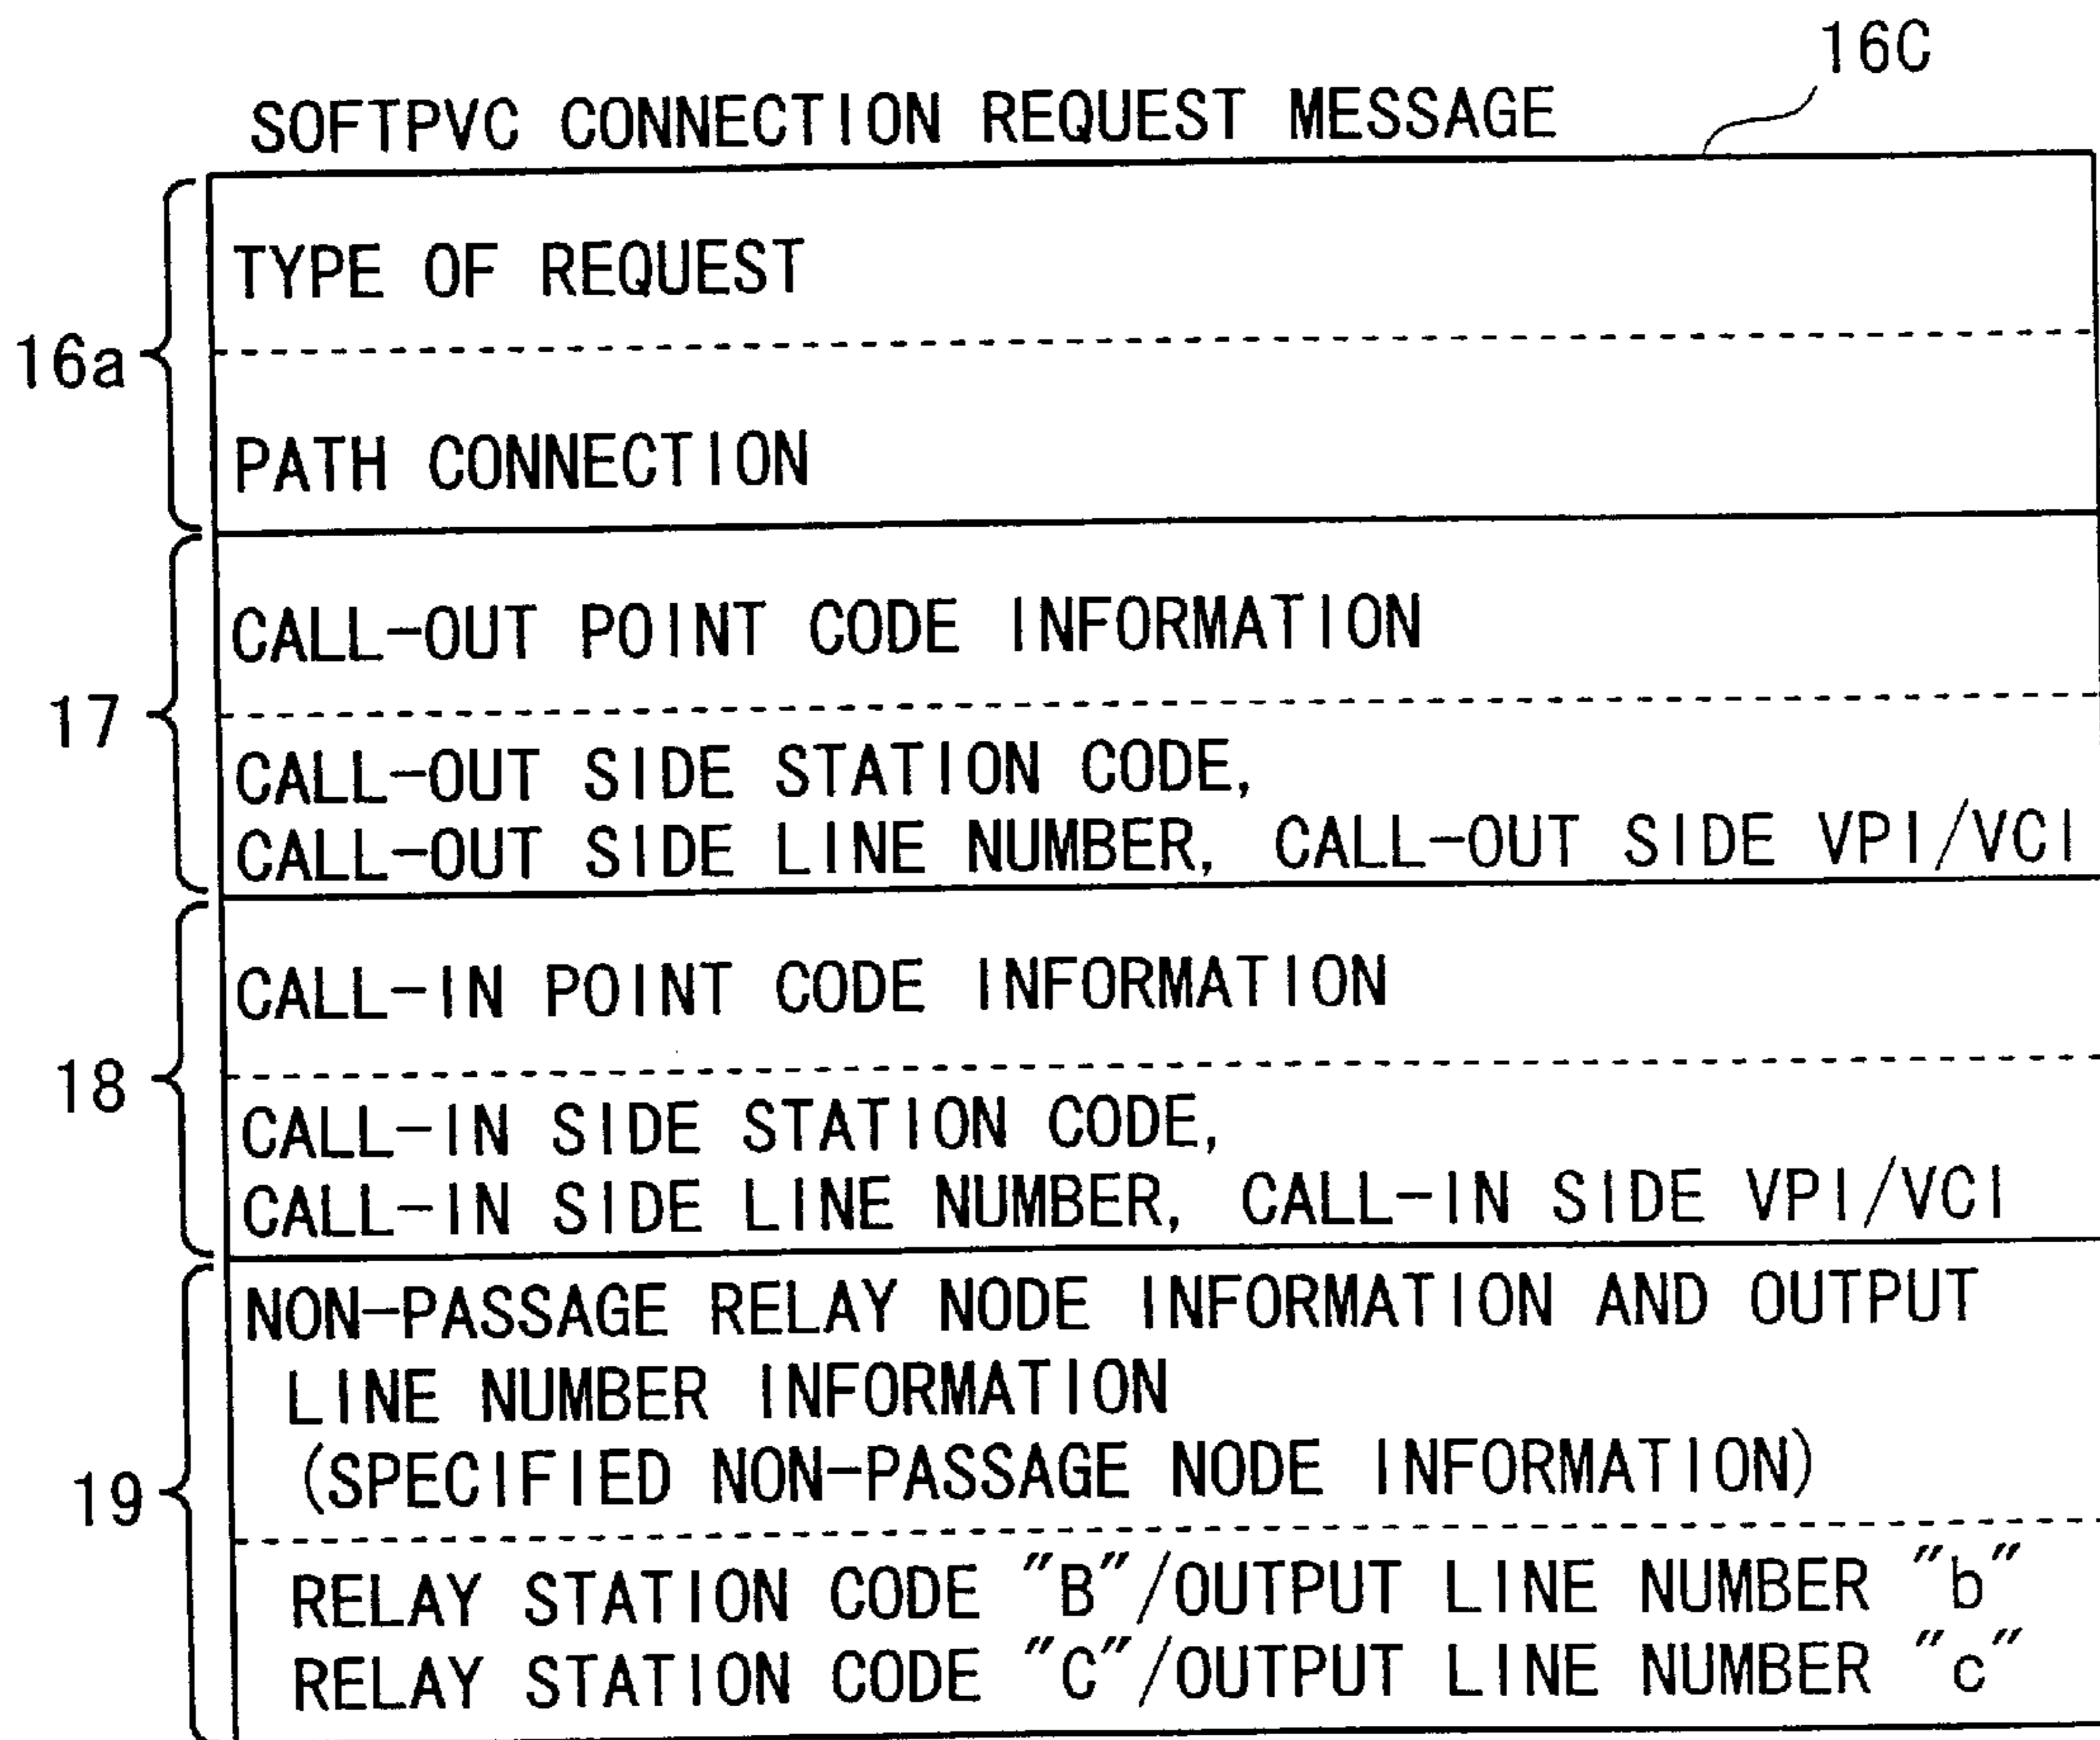 16C
SOFTPVC CONNECTION REQUEST MESSAGE
16a
TYPE OF REQUEST
PATH CONNECTION
17
CALL-OUT POINT CODE INFORMATION
CALL-OUT SIDE STATION CODE,
CALL-OUT SIDE LINE NUMBER, CALL-OUT SIDE VPI/VCI
18
CALL-IN POINT CODE INFORMATION
CALL-IN SIDE STATION CODE,
CALL-IN SIDE LINE NUMBER, CALL-IN SIDE VPI/VCI
19
NON-PASSAGE RELAY NODE INFORMATION AND OUTPUT
LINE NUMBER INFORMATION
(SPECIFIED NON-PASSAGE NODE INFORMATION)
RELAY STATION CODE "B"/OUTPUT LINE NUMBER "b"
RELAY STATION CODE "C"/OUTPUT LINE NUMBER "c"